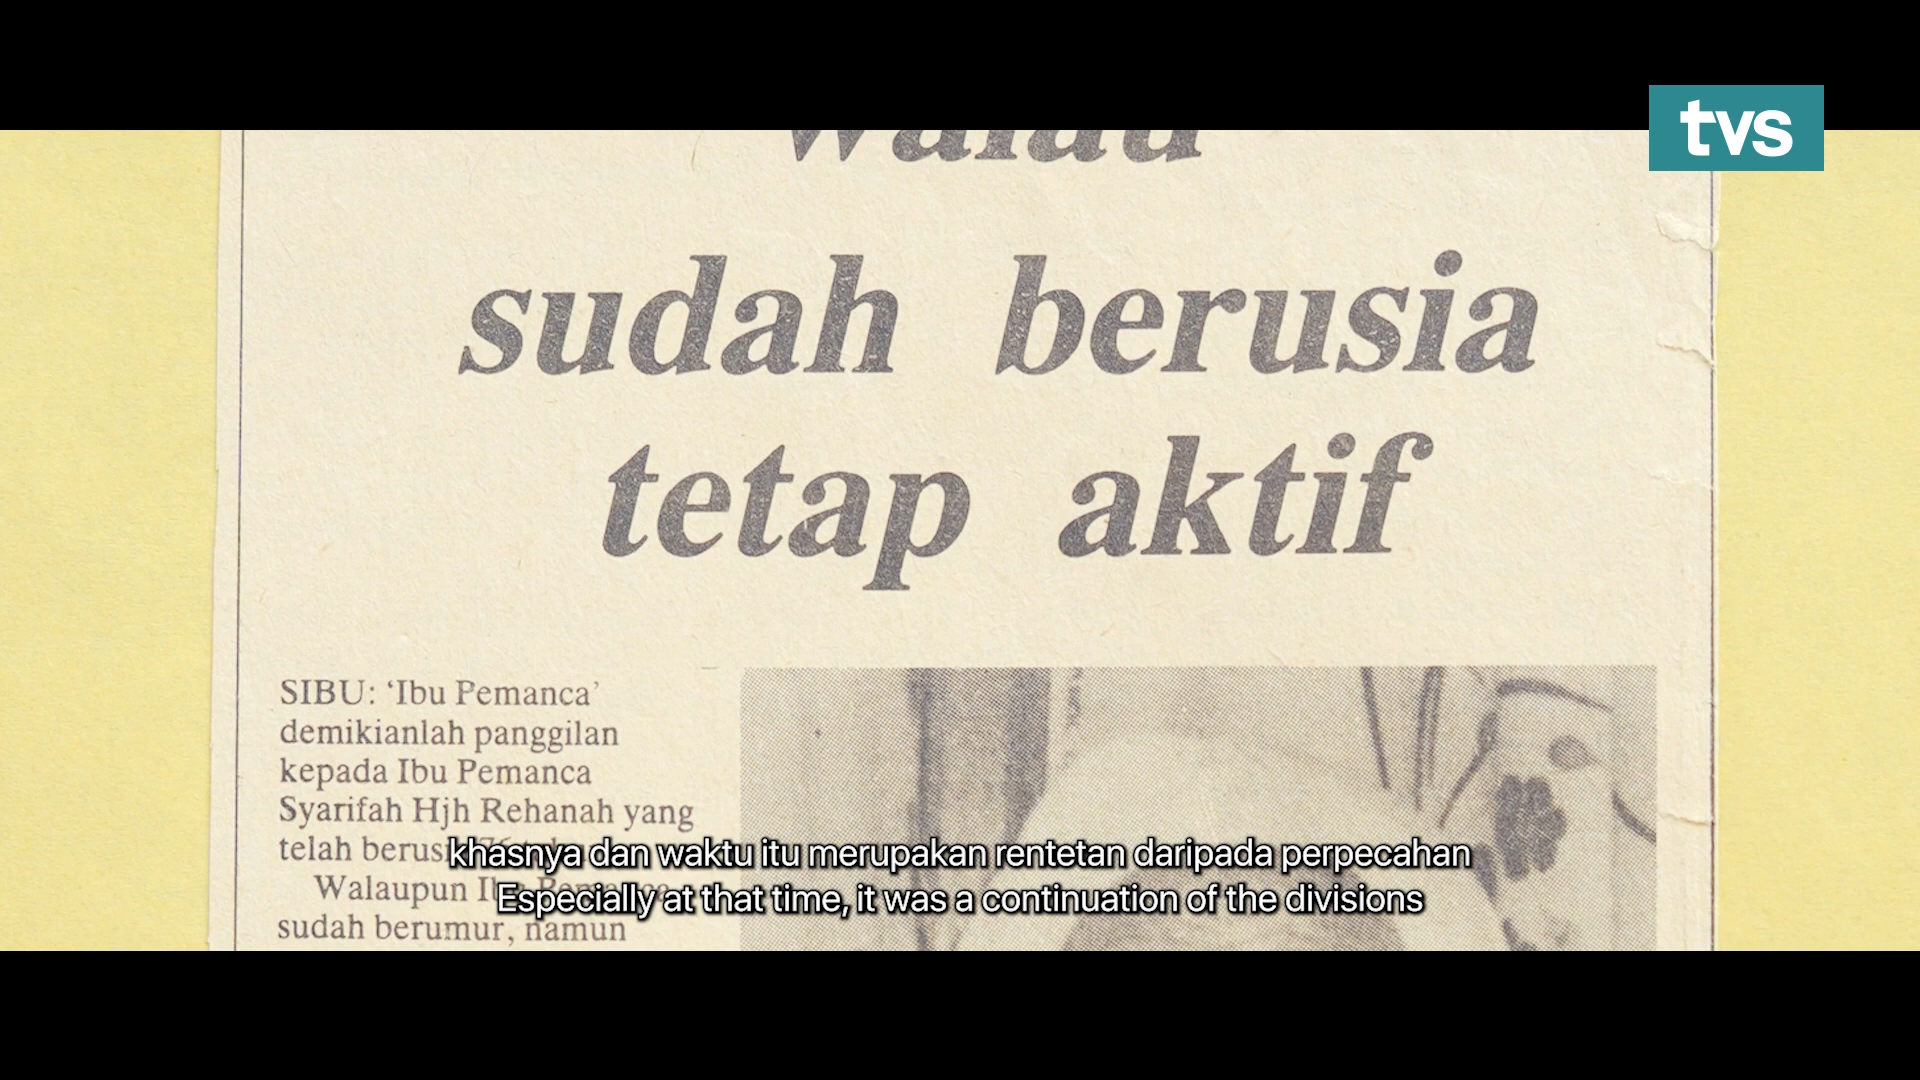 tvs
walau
sudah berusia
tetap aktif
SIBU: ‘Ibu Pemanca’
demikianlah panggilan
kepada Ibu Pemanca
Syarifah Hjh Rehanah yang
telah
Walaupun
sudah berumur, namun
khasnya dan waktu itu merupakan rentetan daripada perpecahan
Especially at that time, it was a continuation of the divisions